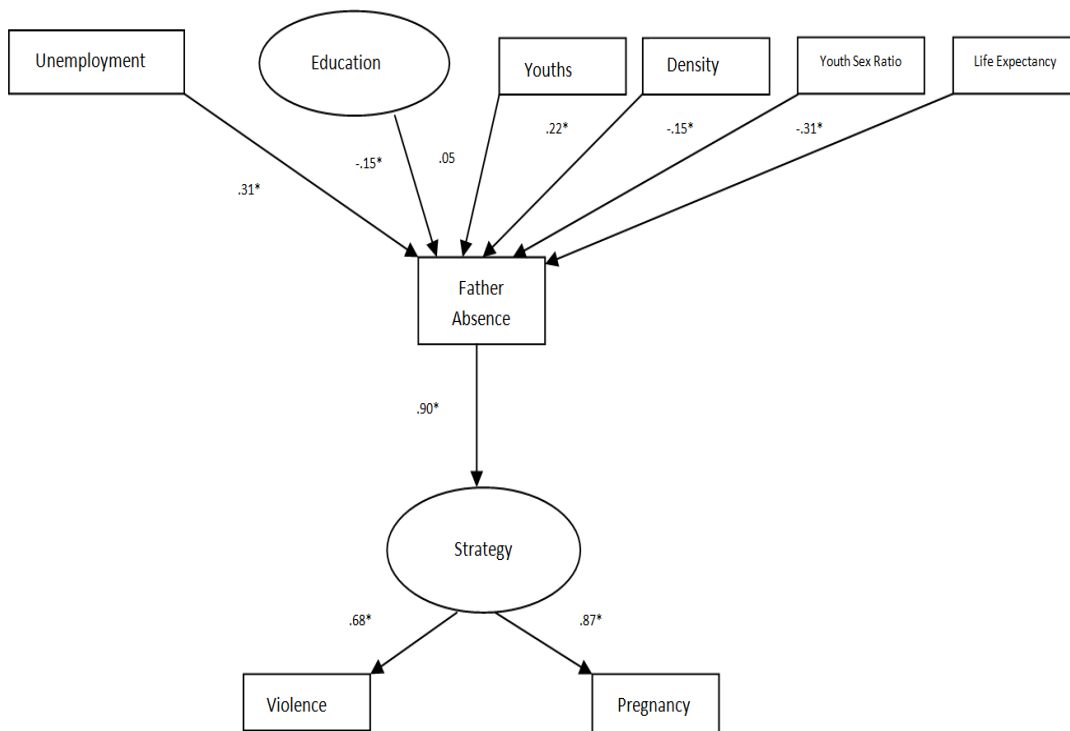 Unemployment
Education
Youths
Density
Youth Sex Ratio
Life Expectancy
.31*
-.15*
.05
.22*
-.15*
-.31*
Father
Absence
.90*
Strategy
.68*
.87*
Violence
Pregnancy